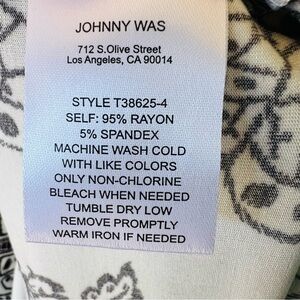 JOHNNY WAS
712 S.Olive Street
Los Angeles, CA 90014
STYLE T38625-4
SELF: 95% RAYON
5% SPANDEX
MACHINE WASH COLD
WITH LIKE COLORS
ONLY NON-CHLORINE
BLEACH WHEN NEEDED
TUMBLE DRY LOW
REMOVE PROMPTLY
WARM IRON IF NEEDED